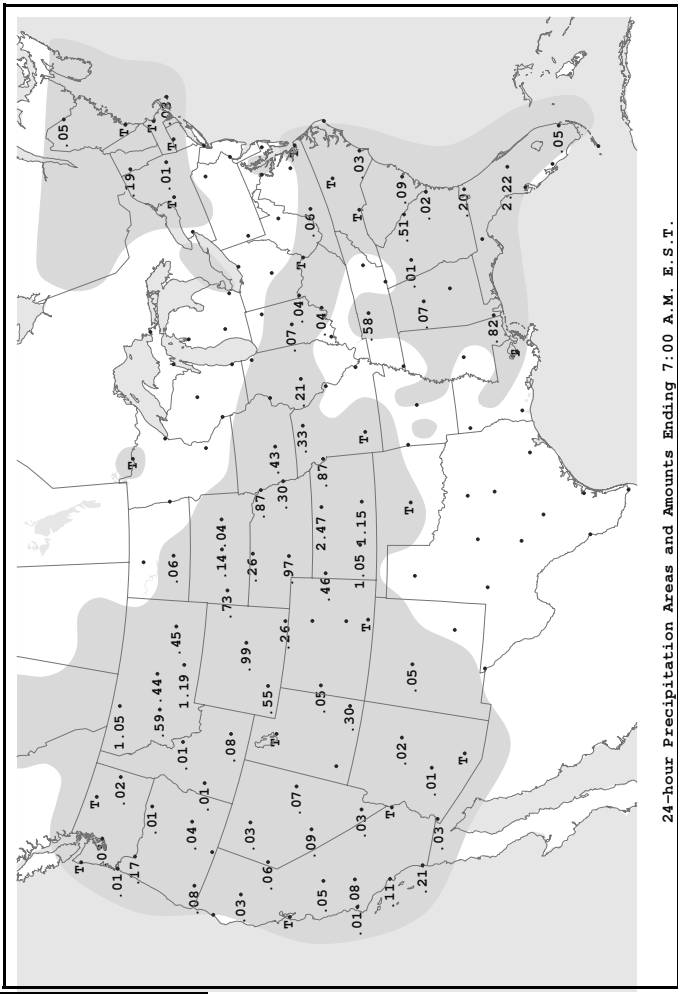 .05
T
T
.03
.01 .02 1.05
T
T .19
.17
.01 T
.59 .44
.01 .03
.06 T T
.45
.01 1.19
.08 .04
.01
.14 .04
.73
.08
.03 .99
.03 .26
.87
.06 .55
T .43
.26 .97 .30
T .07 .07 .04
.33 .21 T T
.09 .06
.05 .05 .46 2.47 .87 .04
T
.30
.01 .08 .03 1.05 1.15
T T .58 T .03
.11 T
.02 .05 T .01 .51 .09
.21 .07 .02
.01
.03
T .20
.82 2.22
T
.05
24-hour Precipitation Areas and Amounts Ending 7:00 A.M. E.S.T.